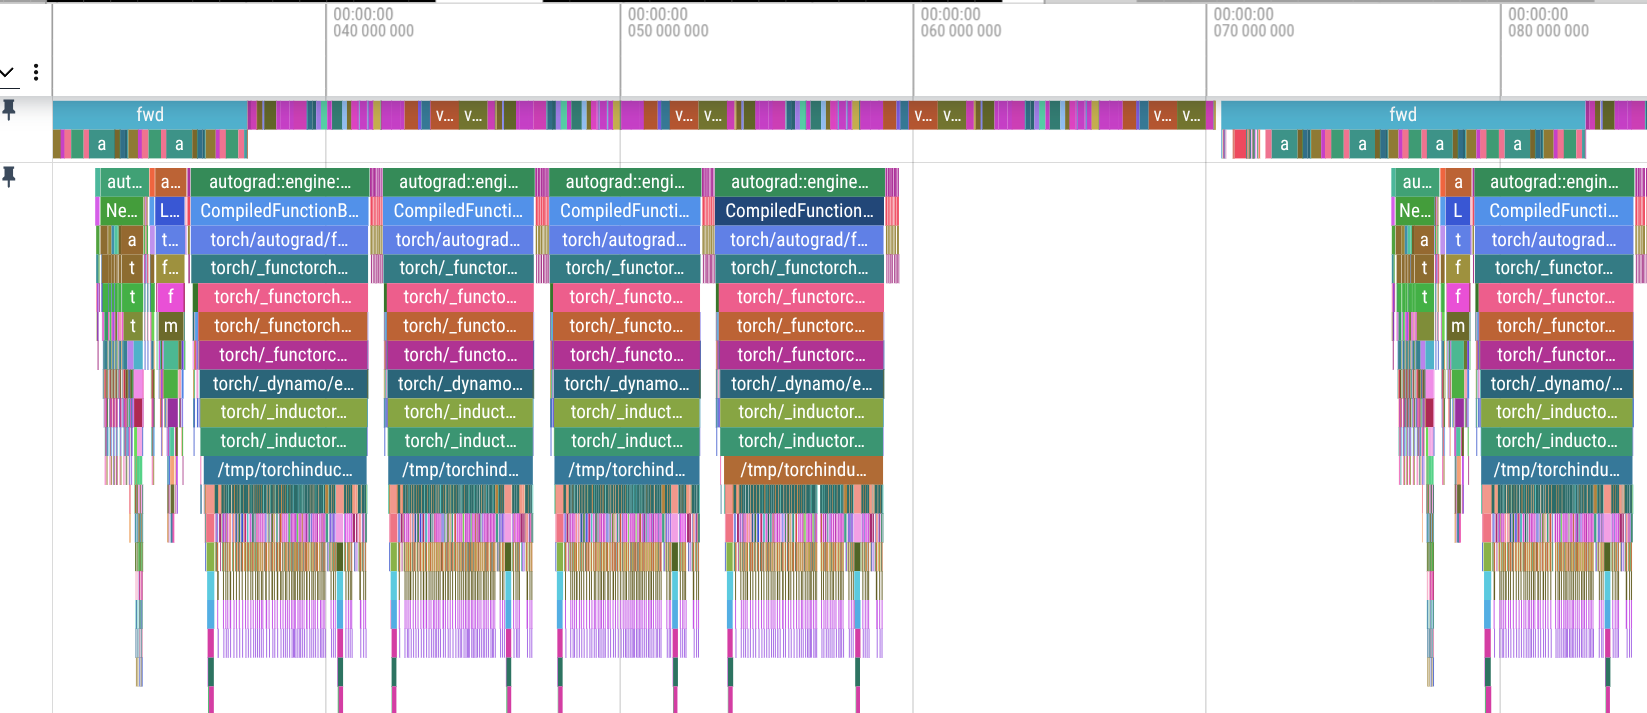 00:00:00 00:00:00 00:00:00 00:00:00 00:00:00
040 000 000 050 000 000 060 000 000 070 000 000 080 000 000
fwd v... v... v... v... v... v... v... v... fwd
a a a a a a
aut... a... autograd::engine:... autograd::engi... autograd::engi... autograd::engine... au... a autograd::engin...
Ne... L... CompiledFunctionB... CompiledFuncti... CompiledFuncti... CompiledFunction... Ne... L CompiledFuncti...
a t... torch/autograd/f... torch/autograd... torch/autograd... torch/autograd/f... a t torch/autograd...
t f... torch/_functorch... torch/_functor... torch/_functor... torch/_functorch... t f torch/_functor...
t f torch/_functorch... torch/_functo... torch/_functo... torch/_functorc... t f torch/_functor...
t m torch/_functorch... torch/_functo... torch/_functo... torch/_functorc... m torch/_functor...
torch/_functorc... torch/_functo... torch/_functo... torch/_functorc... torch/_functor...
torch/_dynamo/e... torch/_dynamo... torch/_dynamo... torch/_dynamo/e... torch/_dynamo/...
torch/_inductor... torch/_induct... torch/_induct... torch/_inductor... torch/_inducto...
torch/_inductor... torch/_induct... torch/_induct... torch/_inductor... torch/_inducto...
/tmp/torchinduc... /tmp/torchind... /tmp/torchind... /tmp/torchindu... /tmp/torchindu...